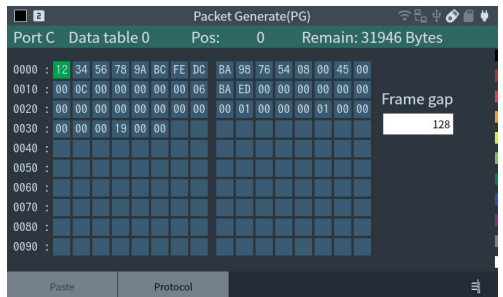 2 Packet Generate(PG)
Port C Data table 0 Pos: 0 Remain: 31946 Bytes
0000 : 12 34 56 78 9A BC FE DC BA 98 76 54 08 00 45 00
0010 : 00 0C 00 00 00 00 00 06 BA ED 00 00 00 00 00 00
0020 : 00 00 00 00 00 00 00 00 00 01 00 00 00 01 00 00
Frame gap
0030 : 00 00 00 19 00 00
128
0040 :
0050 :
0060 :
0070 :
0080 :
0090 :
Paste Protocol